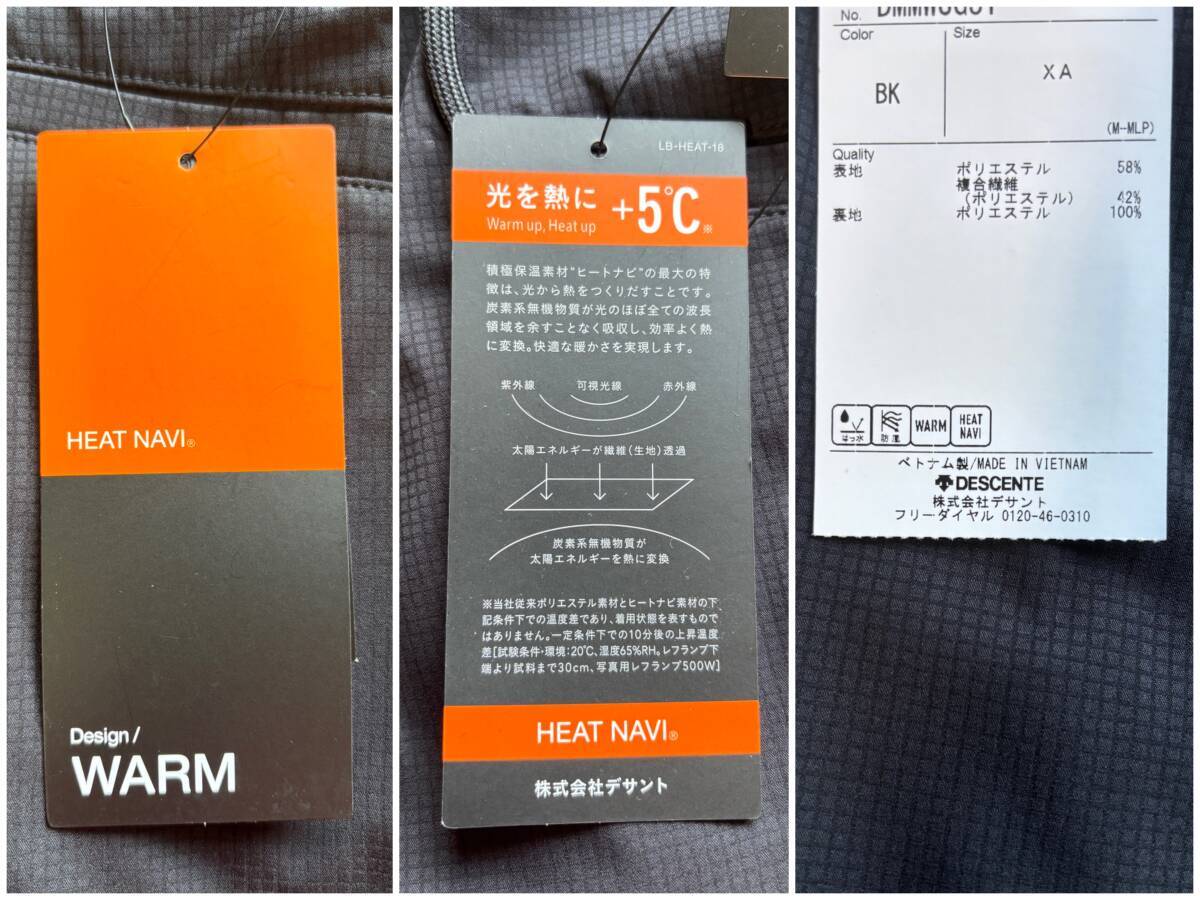 HEAT NAVI®
Design/
WARM
LB-HEAT-18
光を熱に
Warm up, Heat up
+5℃※
積極保温素材“ヒートナビ”の最大の特
徴は、光から熱をつくりだすことです。
炭素系無機物質が光のほぼ全ての波長
領域を余すことなく吸収し、効率よく熱
に変換。快適な暖かさを実現します。
紫外線 可視光線 赤外線
太陽エネルギーが繊維(生地)透過
炭素系無機物質が
太陽エネルギーを熱に変換
※当社従来ポリエステル素材とヒートナビ素材の下
記条件下での温度差であり、着用状態を表すもので
はありません。一定条件下での10分後の上昇温度
差[試験条件・環境:20℃、湿度65%RH。レフランプ下
端より試料まで30cm、写真用レフランプ500W]
HEAT NAVI®
株式会社デサント
No.
Color Size
BK XA
(M-MLP)
Quality
表地 ポリエステル 58%
複合繊維
(ポリエステル) 42%
裏地 ポリエステル 100%
はっ水 防風 WARM HEAT NAVI
ベトナム製/MADE IN VIETNAM
DESCENTE
株式会社デサント
フリーダイヤル 0120-46-0310